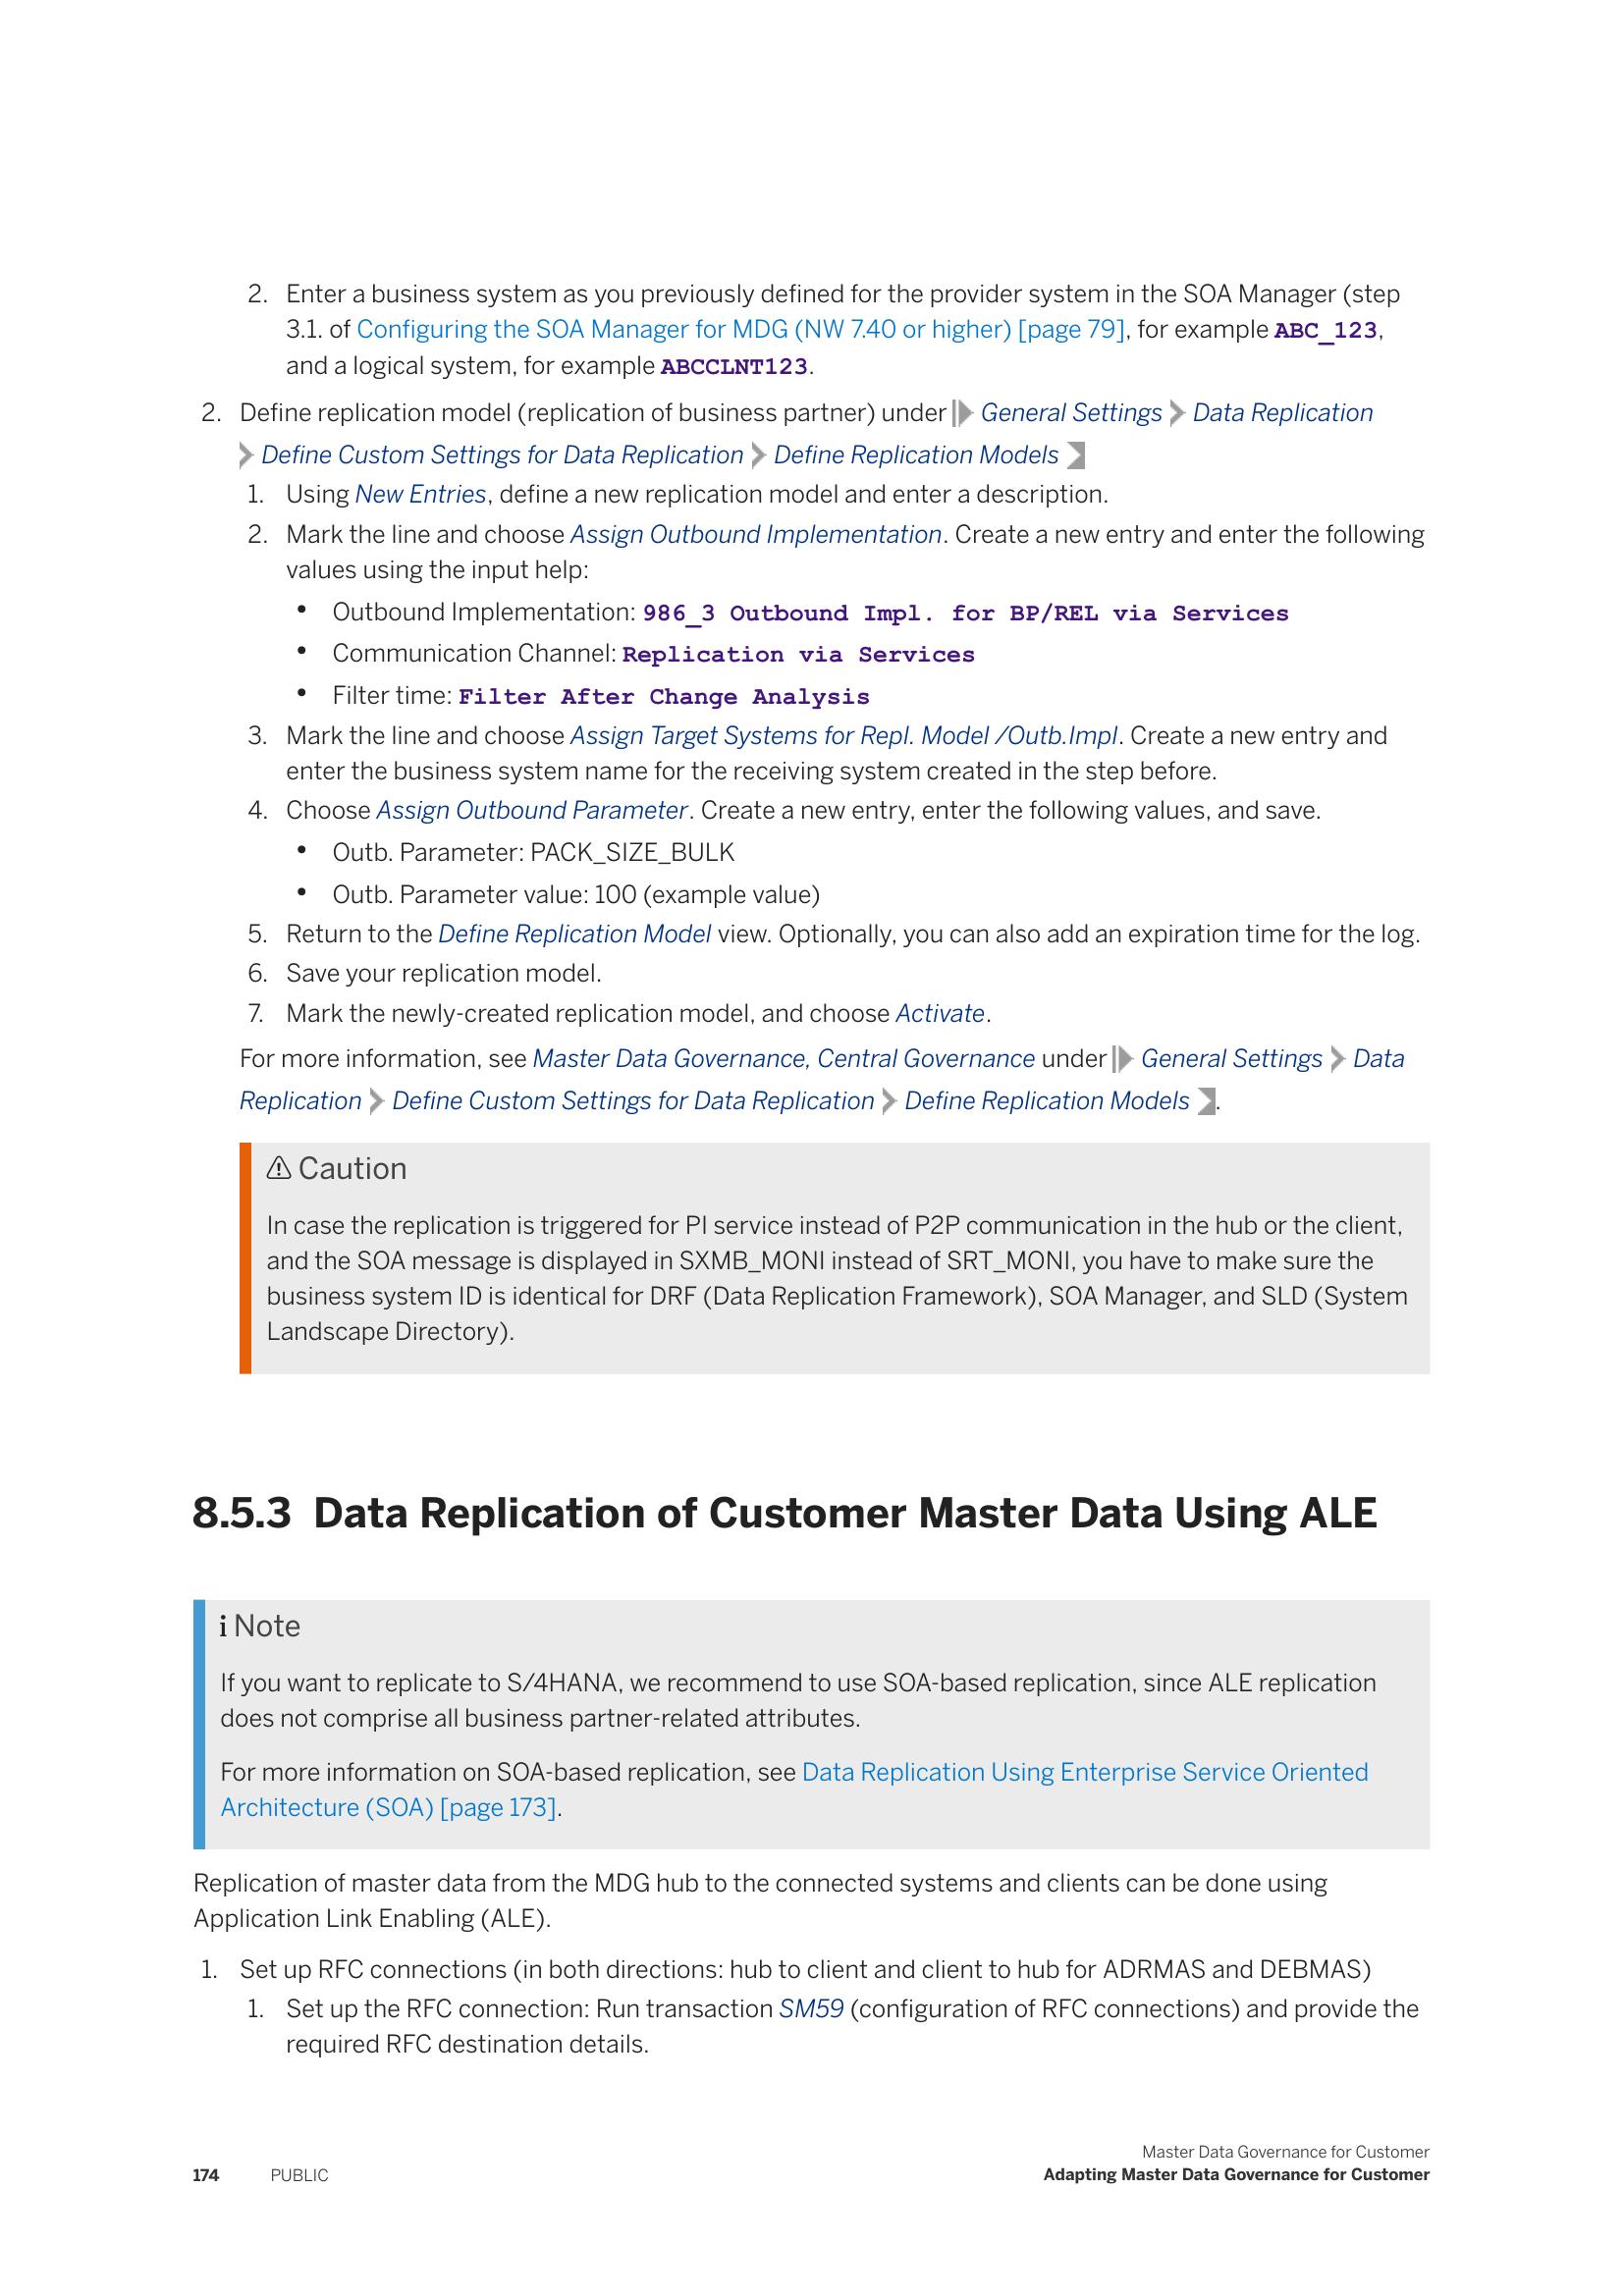 2. Enter a business system as you previously defined for the provider system in the SOA Manager (step
3.1. of Configuring the SOA Manager for MDG (NW 7.40 or higher) [page 79], for example ABC_123,
and a logical system, for example ABCCLNT123.
2. Define replication model (replication of business partner) under General Settings Data Replication
Define Custom Settings for Data Replication Define Replication Models
1. Using New Entries, define a new replication model and enter a description.
2. Mark the line and choose Assign Outbound Implementation. Create a new entry and enter the following
values using the input help:
• Outbound Implementation: 986_3 Outbound Impl. for BP/REL via Services
• Communication Channel: Replication via Services
• Filter time: Filter After Change Analysis
3. Mark the line and choose Assign Target Systems for Repl. Model /Outb.Impl. Create a new entry and
enter the business system name for the receiving system created in the step before.
4. Choose Assign Outbound Parameter. Create a new entry, enter the following values, and save.
• Outb. Parameter: PACK_SIZE_BULK
• Outb. Parameter value: 100 (example value)
5. Return to the Define Replication Model view. Optionally, you can also add an expiration time for the log.
6. Save your replication model.
7. Mark the newly-created replication model, and choose Activate.
For more information, see Master Data Governance, Central Governance under General Settings Data
Replication Define Custom Settings for Data Replication Define Replication Models .
Caution
In case the replication is triggered for PI service instead of P2P communication in the hub or the client,
and the SOA message is displayed in SXMB_MONI instead of SRT_MONI, you have to make sure the
business system ID is identical for DRF (Data Replication Framework), SOA Manager, and SLD (System
Landscape Directory).
8.5.3 Data Replication of Customer Master Data Using ALE
i Note
If you want to replicate to S/4HANA, we recommend to use SOA-based replication, since ALE replication
does not comprise all business partner-related attributes.
For more information on SOA-based replication, see Data Replication Using Enterprise Service Oriented
Architecture (SOA) [page 173].
Replication of master data from the MDG hub to the connected systems and clients can be done using
Application Link Enabling (ALE).
1. Set up RFC connections (in both directions: hub to client and client to hub for ADRMAS and DEBMAS)
1. Set up the RFC connection: Run transaction SM59 (configuration of RFC connections) and provide the
required RFC destination details.
Master Data Governance for Customer
174 PUBLIC Adapting Master Data Governance for Customer